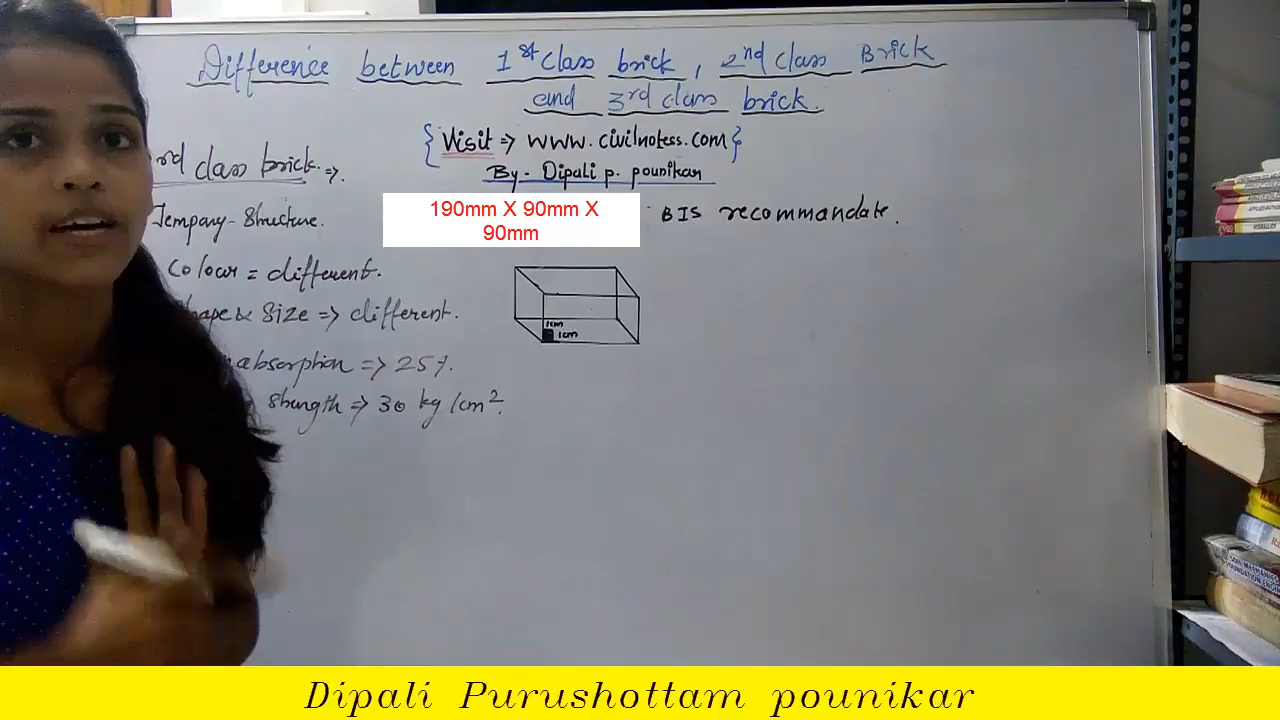 Difference between 1st class brick, 2nd class Brick
and 3rd class brick.
{Visit => www.civilnotess.com}
By - Dipali p. pounikar
rd class brick. =>.
190mm X 90mm X
90mm
BIS recommandate.
Tempary - Structure.
Colour = different.
hape & Size => different.
absorption => 25%.
1cm
1cm
Strength => 30 kg/cm².
Dipali Purushottam pounikar